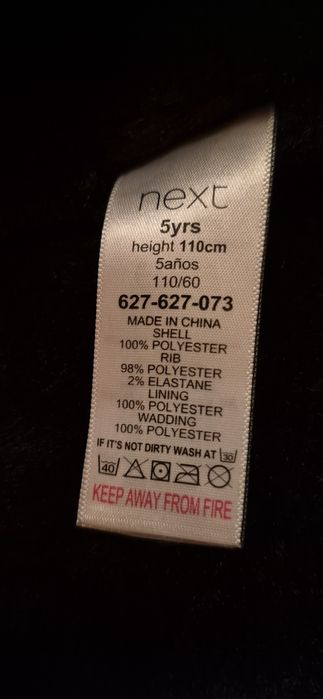 next
5yrs
height 110cm
5años
110/60
627-627-073
MADE IN CHINA
SHELL
100% POLYESTER
RIB
98% POLYESTER
2% ELASTANE
LINING
100% POLYESTER
WADDING
100% POLYESTER
IF IT'S NOT DIRTY WASH AT 30
40
KEEP AWAY FROM FIRE